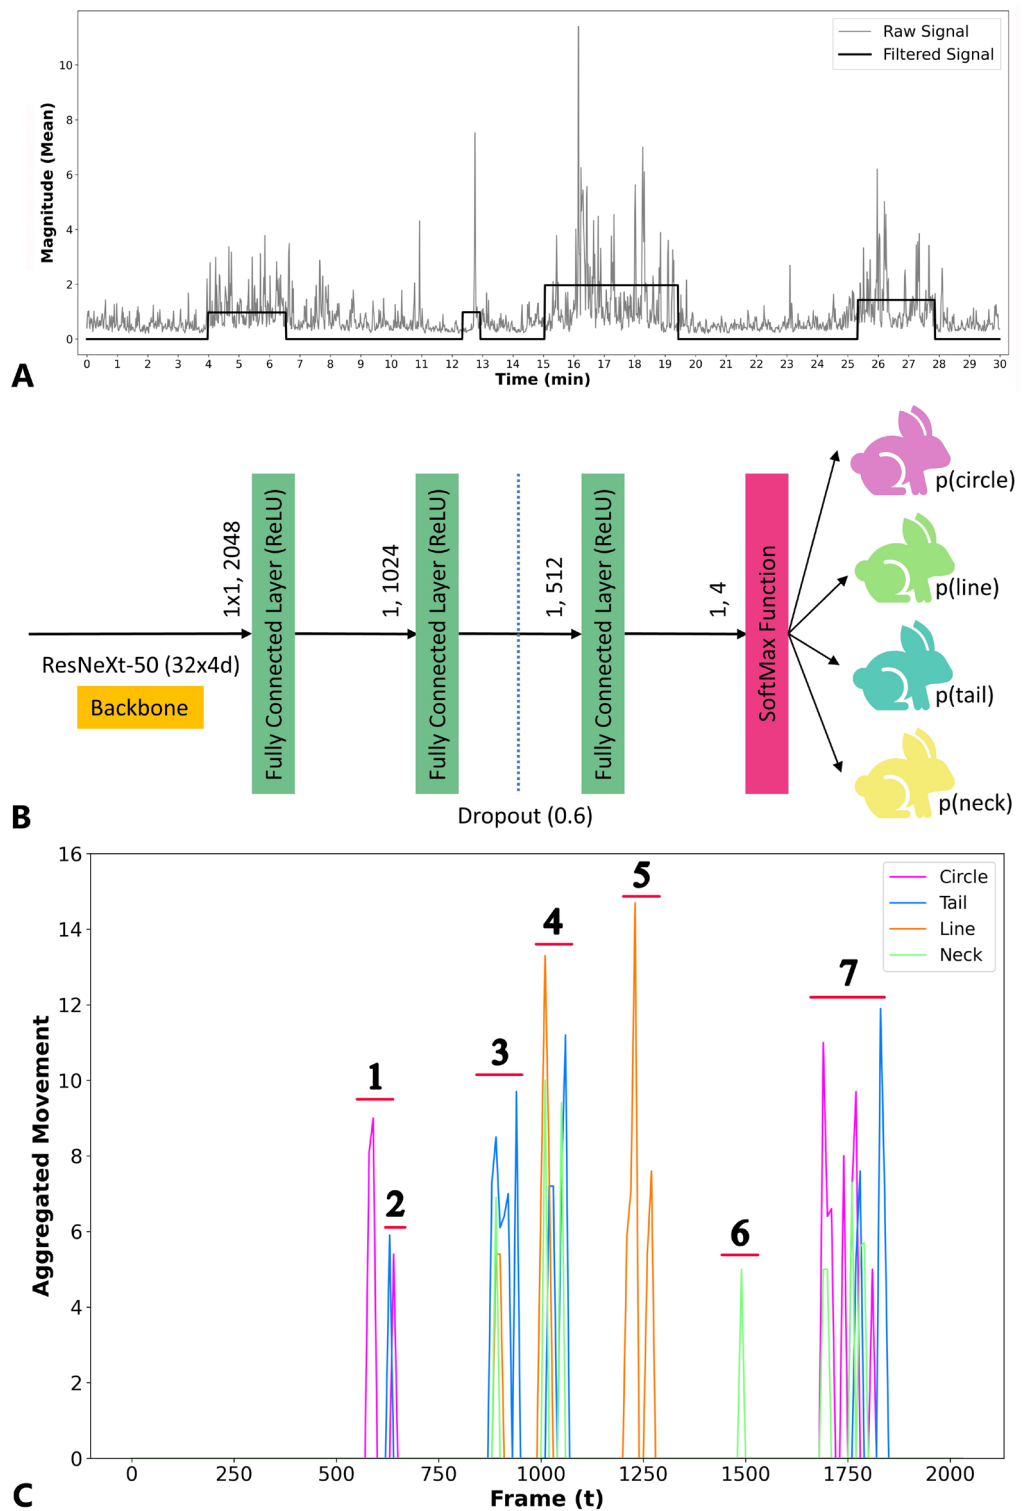 Raw Signal
Filtered Signal
Magnitude (Mean)
10
8
6
4
2
0
0 1 2 3 4 5 6 7 8 9 10 11 12 13 14 15 16 17 18 19 20 21 22 23 24 25 26 27 28 29 30
Time (min)
A
1x1, 2048
Fully Connected Layer (ReLU)
1, 1024
Fully Connected Layer (ReLU)
1, 512
Fully Connected Layer (ReLU)
1, 4
SoftMax Function
p(circle)
p(line)
p(tail)
p(neck)
ResNeXt-50 (32x4d)
Backbone
Dropout (0.6)
B
Circle
Tail
Line
Neck
1
2
3
4
5
6
7
Aggregated Movement
16
14
12
10
8
6
4
2
0
0 250 500 750 1000 1250 1500 1750 2000
Frame (t)
C